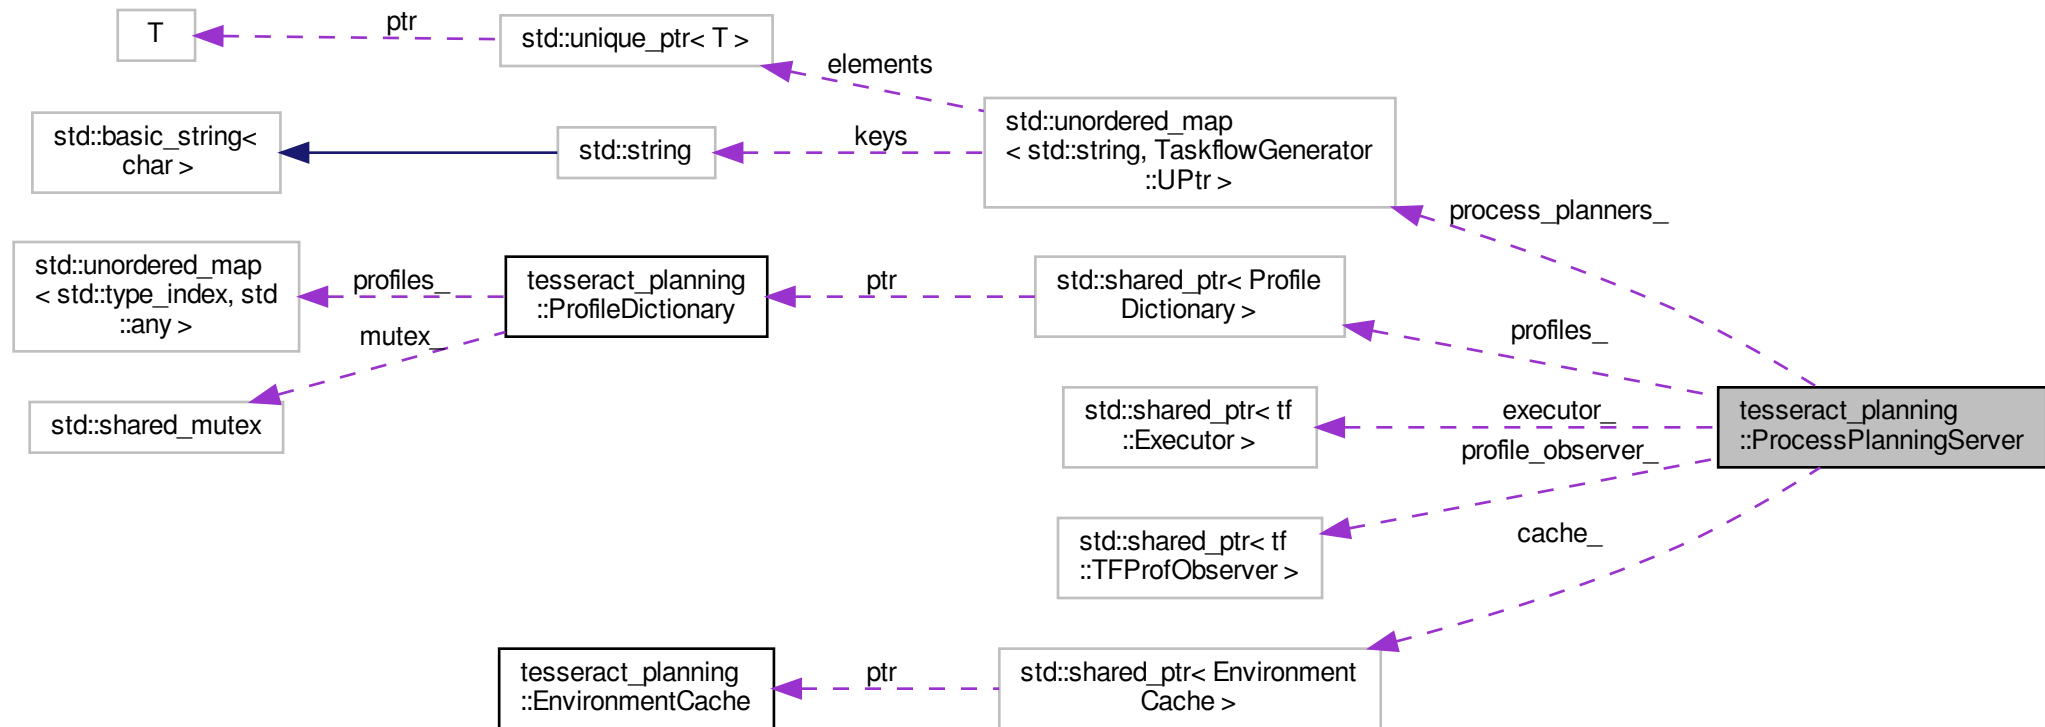 T
ptr
std::unique_ptr< T >
elements
std::basic_string<
char >
std::string
keys
std::unordered_map
< std::string, TaskflowGenerator
::UPtr >
process_planners_
std::unordered_map
< std::type_index, std
::any >
profiles_
tesseract_planning
::ProfileDictionary
ptr
std::shared_ptr< Profile
Dictionary >
profiles_
mutex_
std::shared_mutex
std::shared_ptr< tf
::Executor >
executor_
tesseract_planning
::ProcessPlanningServer
profile_observer_
std::shared_ptr< tf
::TFProfObserver >
cache_
tesseract_planning
::EnvironmentCache
ptr
std::shared_ptr< Environment
Cache >